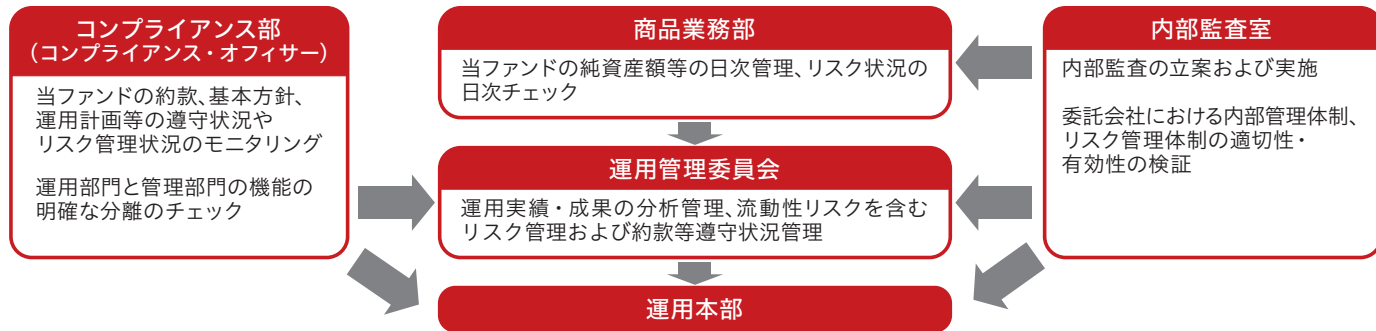 コンプライアンス部
（コンプライアンス・オフィサー）
当ファンドの約款、基本方針、
運用計画等の遵守状況や
リスク管理状況のモニタリング
運用部門と管理部門の機能の
明確な分離のチェック
商品業務部
当ファンドの純資産額等の日次管理、リスク状況の
日次チェック
運用管理委員会
運用実績・成果の分析管理、流動性リスクを含む
リスク管理および約款等遵守状況管理
運用本部
内部監査室
内部監査の立案および実施
委託会社における内部管理体制、
リスク管理体制の適切性・
有効性の検証